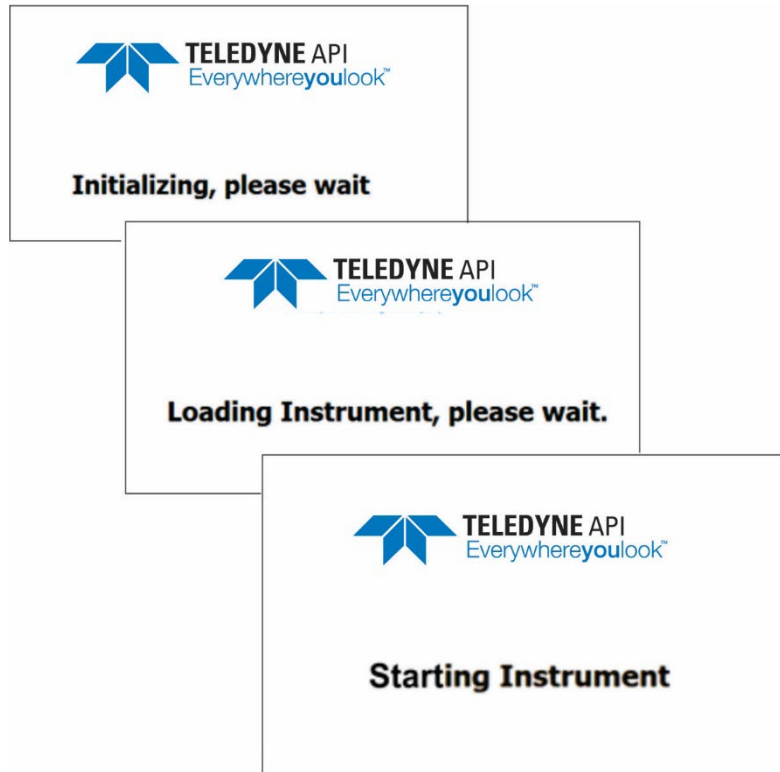 TELEDYNE API
Everywhereyoulook™
Initializing, please wait
TELEDYNE API
Everywhereyoulook™
Loading Instrument, please wait.
TELEDYNE API
Everywhereyoulook™
Starting Instrument